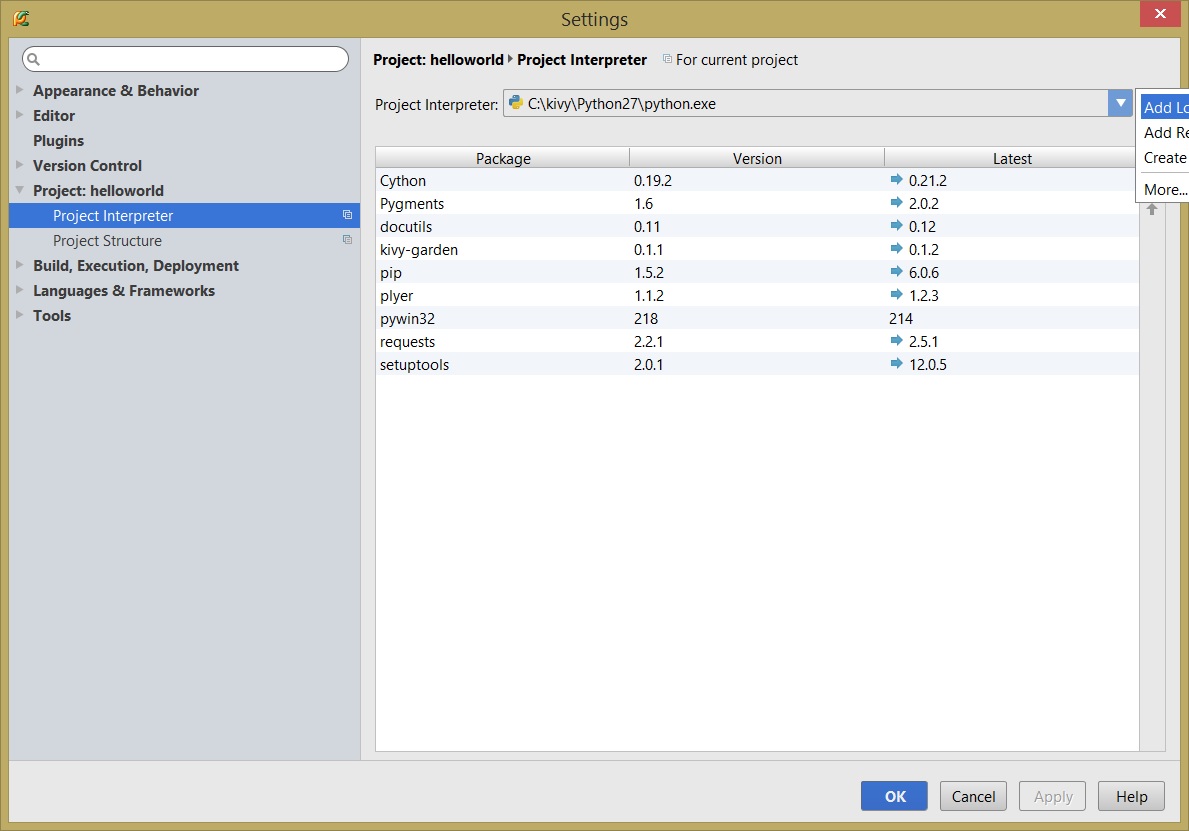 Settings
Project: helloworld Project Interpreter For current project
Appearance & Behavior
Editor
Plugins
Version Control
Project: helloworld
Project Interpreter
Project Structure
Build, Execution, Deployment
Languages & Frameworks
Tools
Project Interpreter: C:\kivy\Python27\python.exe
Add Lo
Add Re
Create
More...
Package Version Latest
Cython 0.19.2 0.21.2
Pygments 1.6 2.0.2
docutils 0.11 0.12
kivy-garden 0.1.1 0.1.2
pip 1.5.2 6.0.6
plyer 1.1.2 1.2.3
pywin32 218 214
requests 2.2.1 2.5.1
setuptools 2.0.1 12.0.5
OK Cancel Apply Help